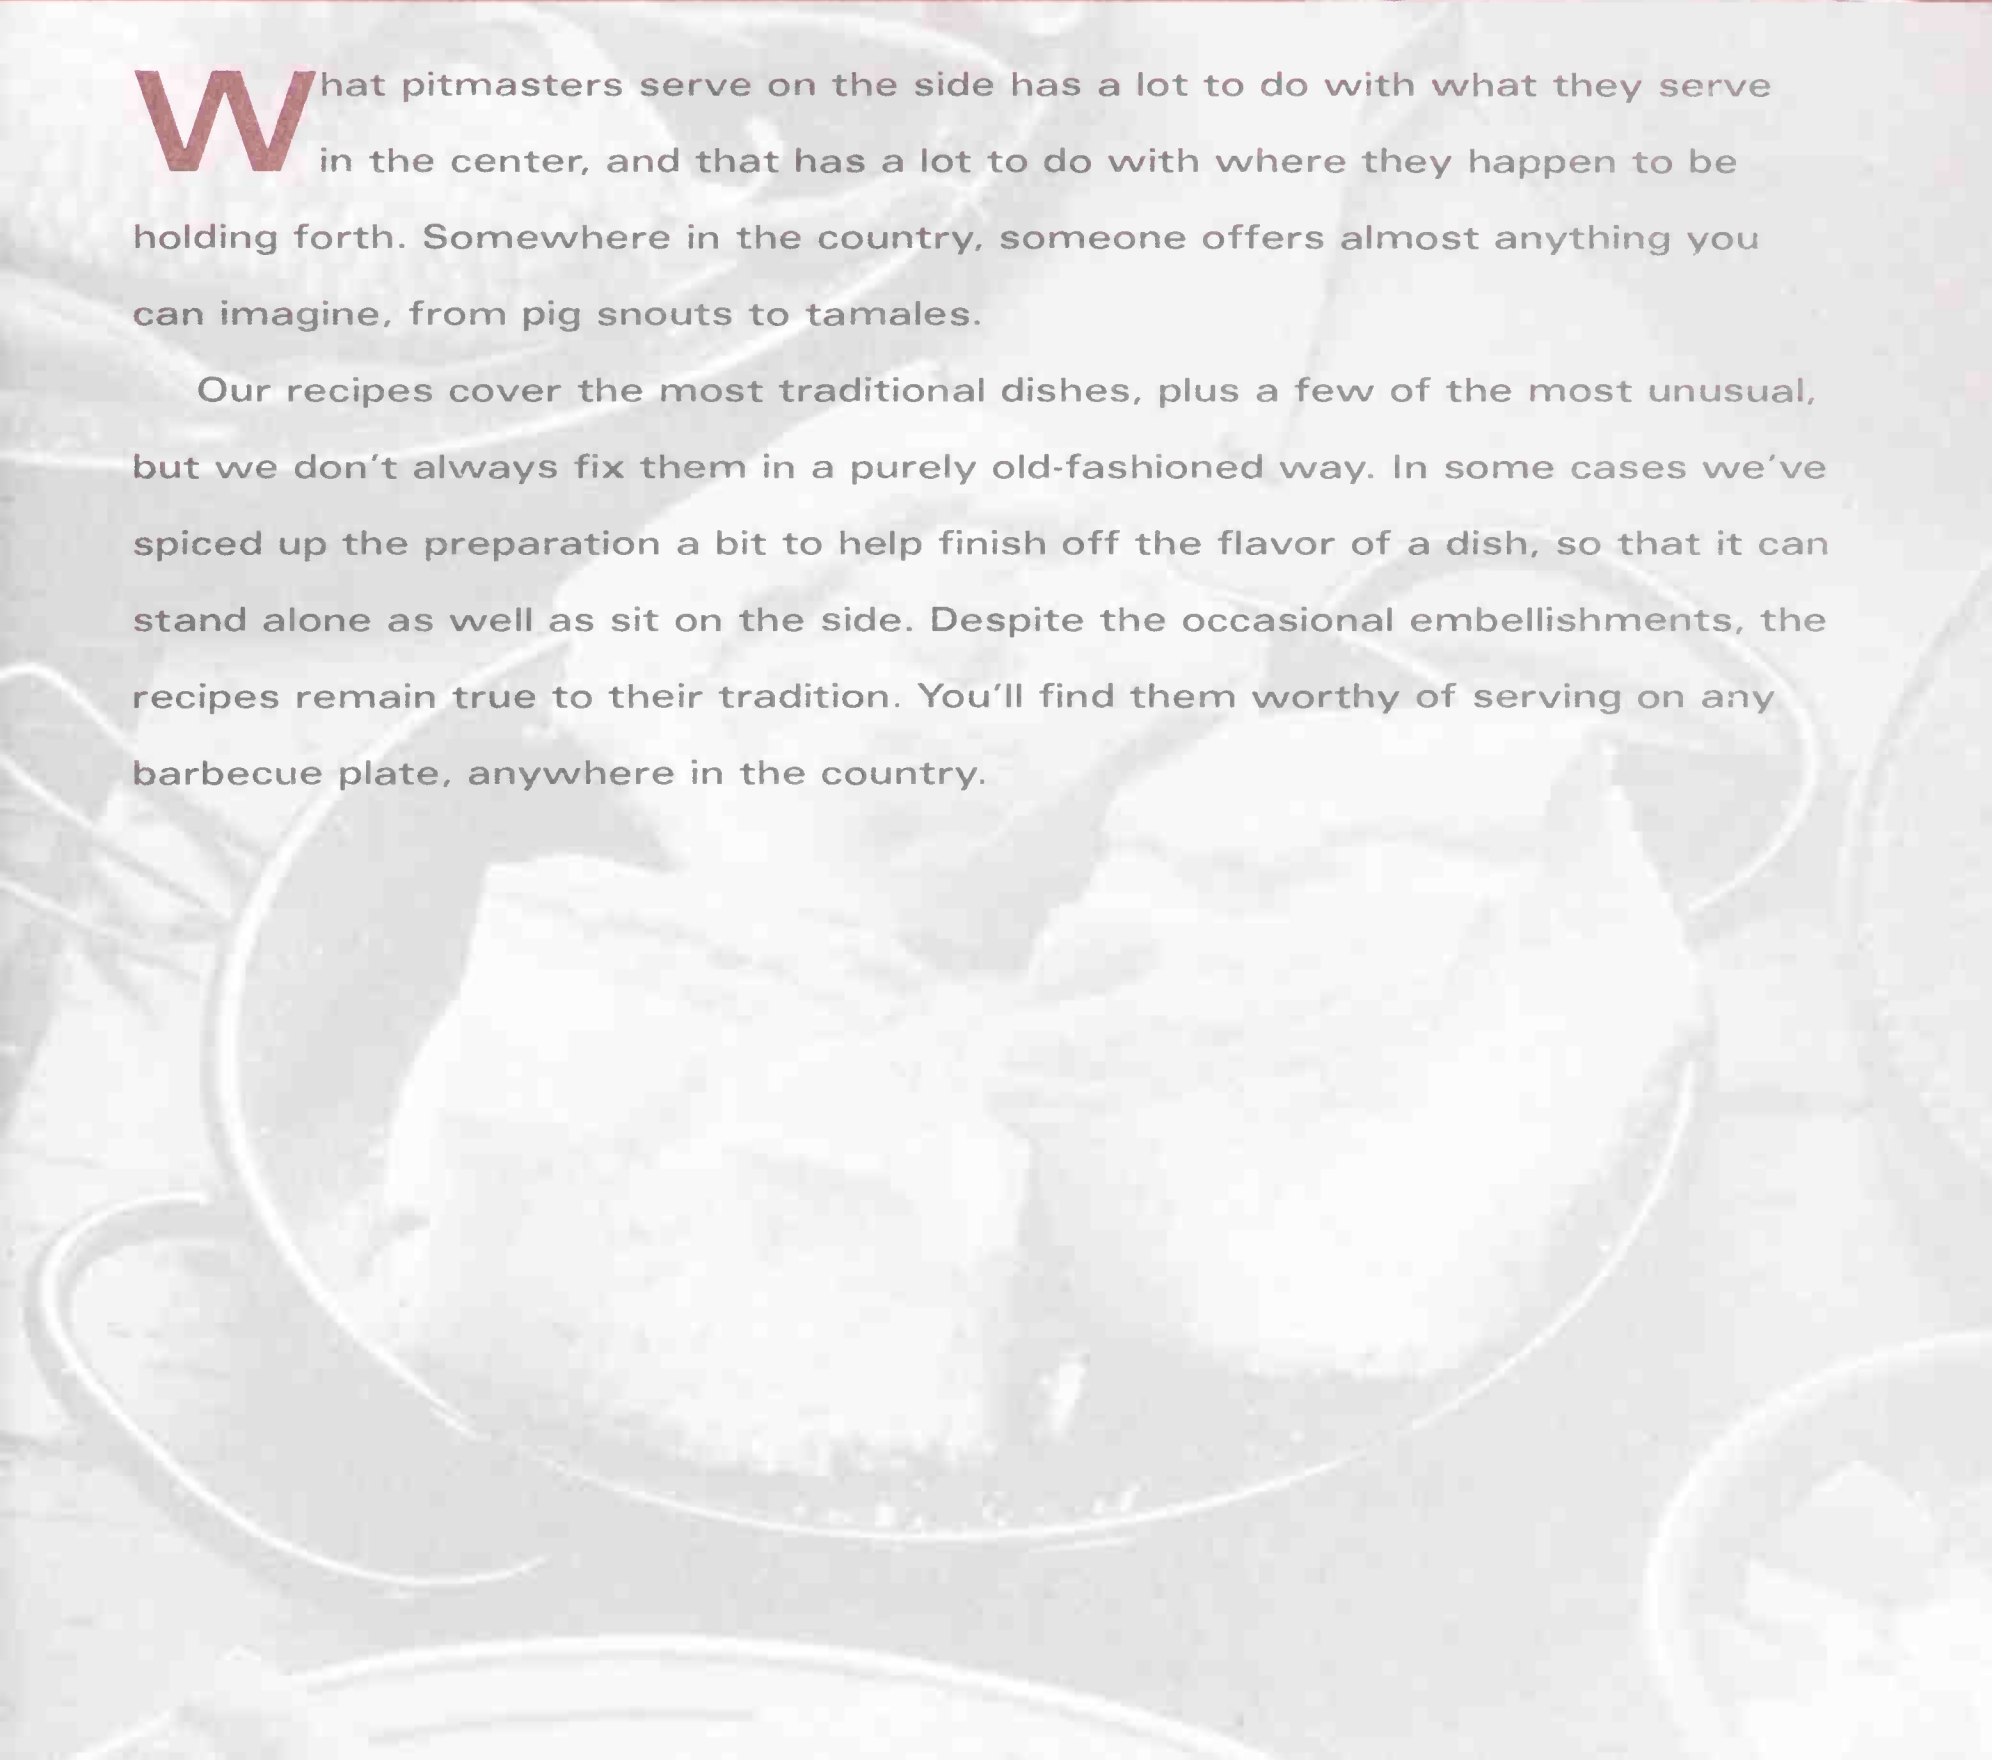 What pitmasters serve on the side has a lot to do with what they serve
in the center, and that has a lot to do with where they happen to be
holding forth. Somewhere in the country, someone offers almost anything you
can imagine, from pig snouts to tamales.
Our recipes cover the most traditional dishes, plus a few of the most unusual,
but we don't always fix them in a purely old-fashioned way. In some cases we've
spiced up the preparation a bit to help finish off the flavor of a dish, so that it can
stand alone as well as sit on the side. Despite the occasional embellishments, the
recipes remain true to their tradition. You'll find them worthy of serving on any
barbecue plate, anywhere in the country.